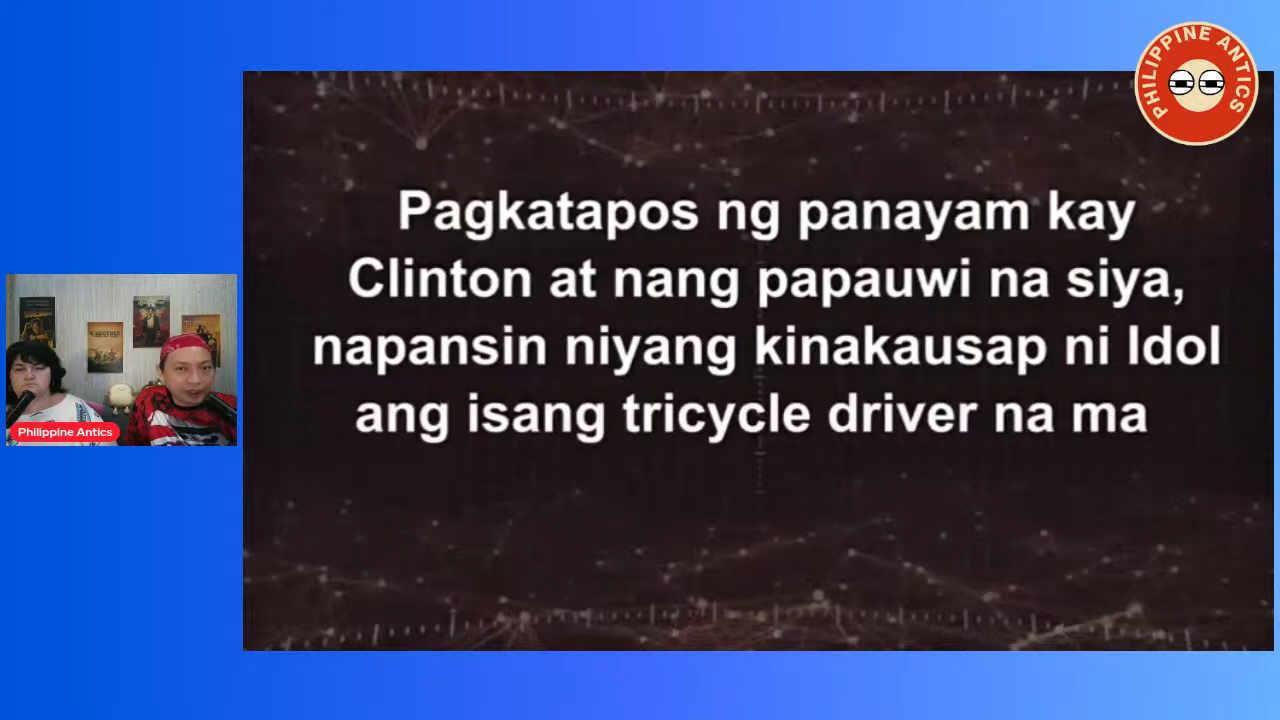 PHILIPPINE ANTICS
Pagkatapos ng panayam kay
Clinton at nang papauwi na siya,
napansin niyang kinakausap ni Idol
ang isang tricycle driver na ma
Philippine Antics